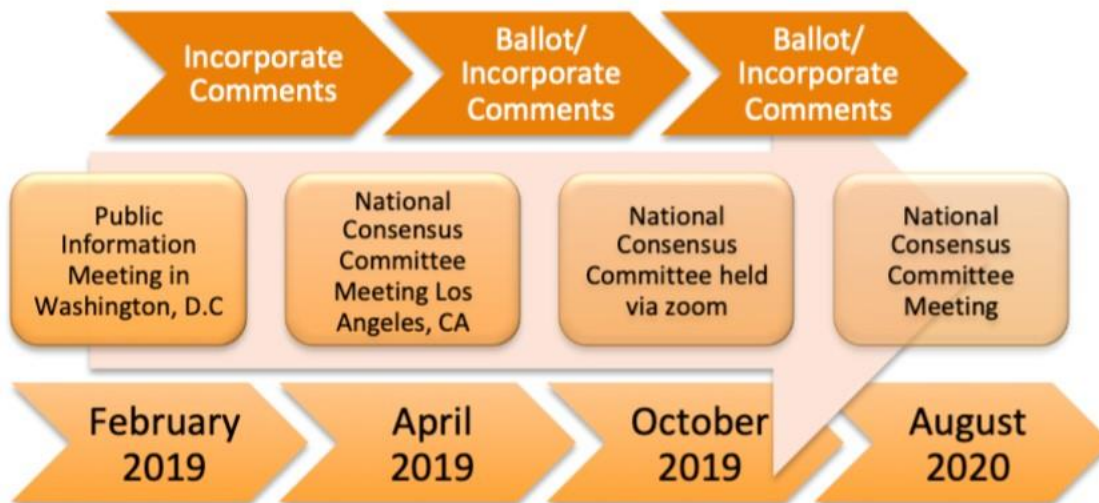 Incorporate
Comments
Ballot/
Incorporate
Comments
Ballot/
Incorporate
Comments
Public
Information
Meeting in
Washington, D.C
National
Consensus
Committee
Meeting Los
Angeles, CA
National
Consensus
Committee held
via zoom
National
Consensus
Committee
Meeting
February
2019
April
2019
October
2019
August
2020